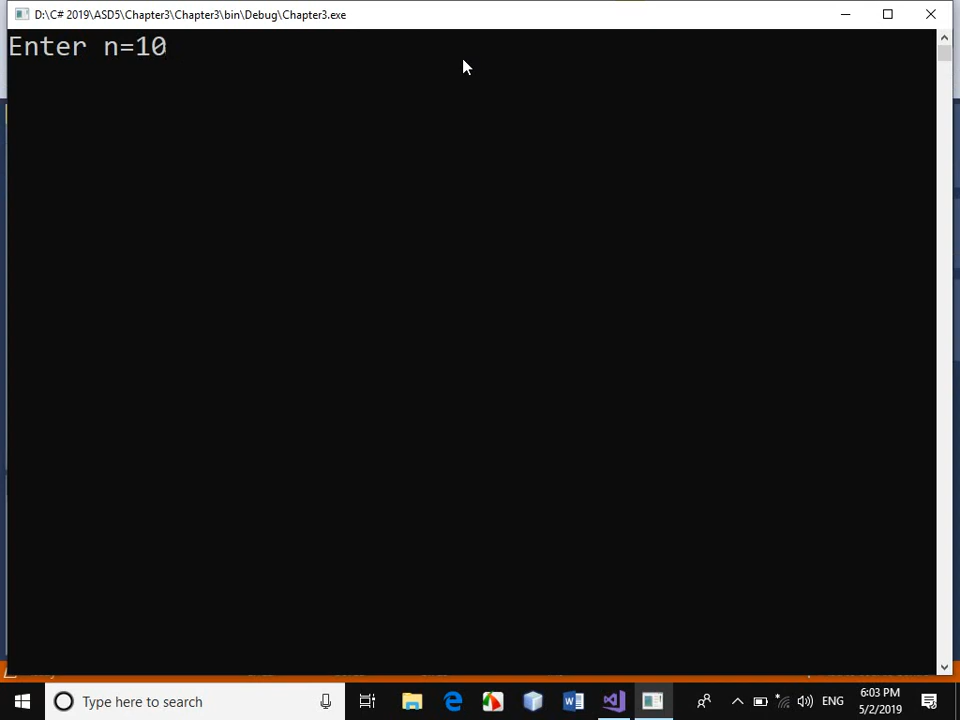 D:\C# 2019\ASD5\Chapter3\Chapter3\bin\Debug\Chapter3.exe
Enter n=10
Type here to search
ENG
6:03 PM
5/2/2019